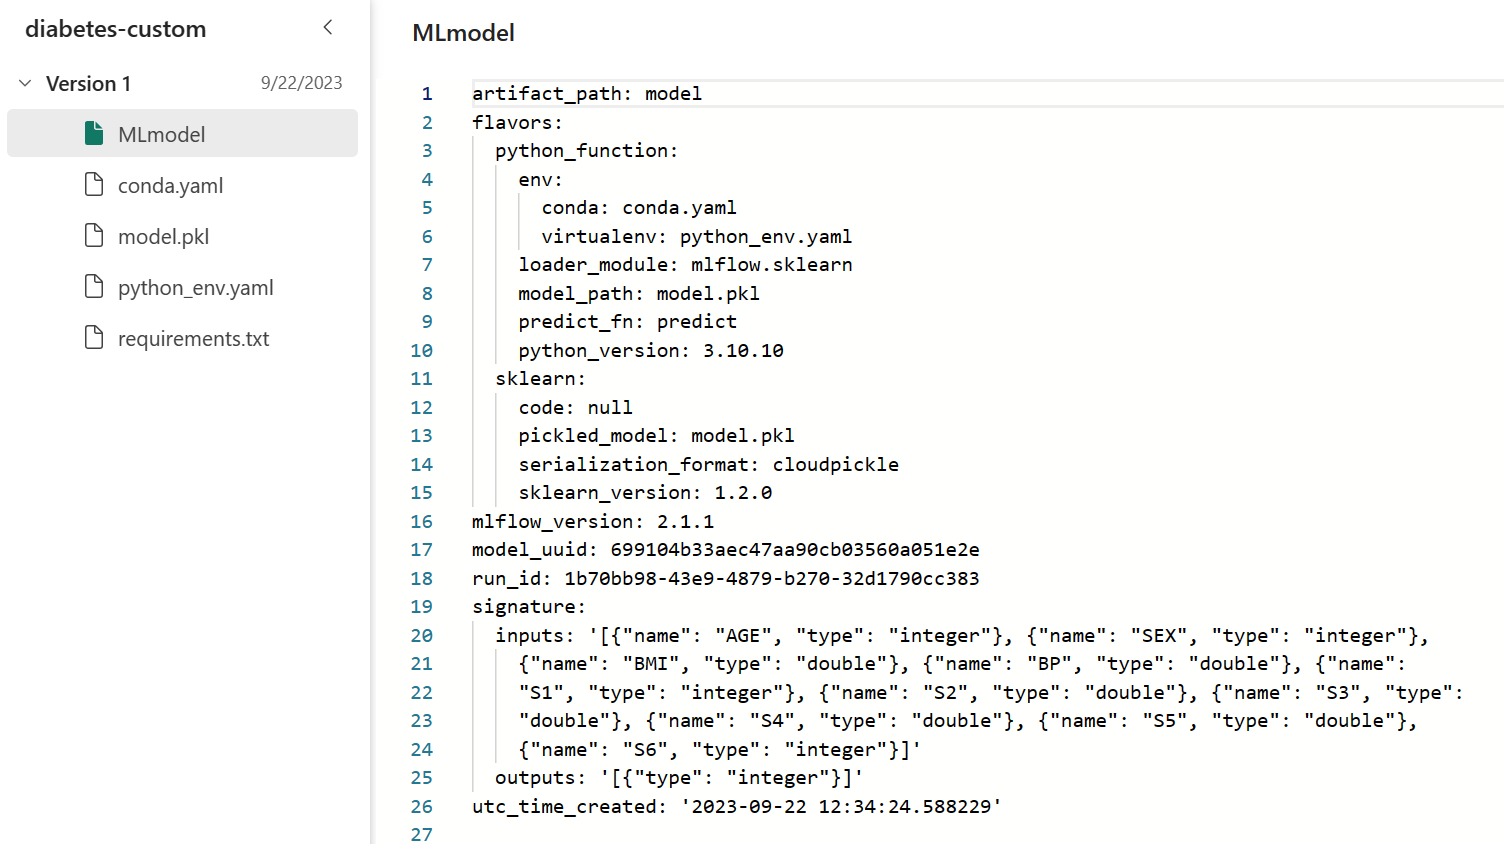 diabetes-custom
Version 1 9/22/2023
MLmodel
conda.yaml
model.pkl
python_env.yaml
requirements.txt
MLmodel
1 artifact_path: model
2 flavors:
3 python_function:
4 env:
5 conda: conda.yaml
6 virtualenv: python_env.yaml
7 loader_module: mlflow.sklearn
8 model_path: model.pkl
9 predict_fn: predict
10 python_version: 3.10.10
11 sklearn:
12 code: null
13 pickled_model: model.pkl
14 serialization_format: cloudpickle
15 sklearn_version: 1.2.0
16 mlflow_version: 2.1.1
17 model_uuid: 699104b33aec47aa90cb03560a051e2e
18 run_id: 1b70bb98-43e9-4879-b270-32d1790cc383
19 signature:
20 inputs: '[{"name": "AGE", "type": "integer"}, {"name": "SEX", "type": "integer"},
21 {"name": "BMI", "type": "double"}, {"name": "BP", "type": "double"}, {"name":
22 "S1", "type": "integer"}, {"name": "S2", "type": "double"}, {"name": "S3", "type":
23 "double"}, {"name": "S4", "type": "double"}, {"name": "S5", "type": "double"},
24 {"name": "S6", "type": "integer"}]'
25 outputs: '[{"type": "integer"}]'
26 utc_time_created: '2023-09-22 12:34:24.588229'
27